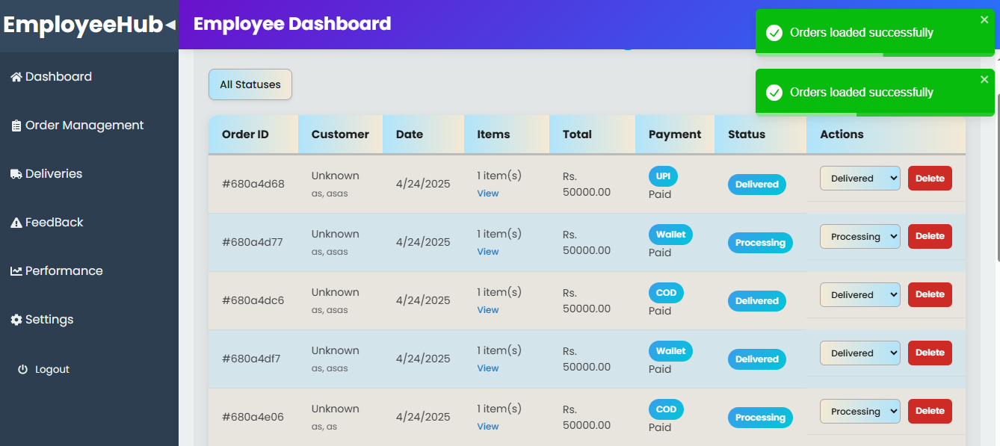 EmployeeHub
Employee Dashboard
Orders loaded successfully
Orders loaded successfully
Dashboard
Order Management
Deliveries
FeedBack
Performance
Settings
Logout
All Statuses
Order ID Customer Date Items Total Payment Status Actions
#680a4d68 Unknown as, asas 4/24/2025 1 item(s) View Rs. 50000.00 UPI Paid Delivered Delivered Delete
#680a4d77 Unknown as, asas 4/24/2025 1 item(s) View Rs. 50000.00 Wallet Paid Processing Processing Delete
#680a4dc6 Unknown as, asas 4/24/2025 1 item(s) View Rs. 50000.00 COD Paid Delivered Delivered Delete
#680a4df7 Unknown as, asas 4/24/2025 1 item(s) View Rs. 50000.00 Wallet Paid Delivered Delivered Delete
#680a4e06 Unknown as, as 4/24/2025 1 item(s) View Rs. 50000.00 COD Paid Processing Processing Delete